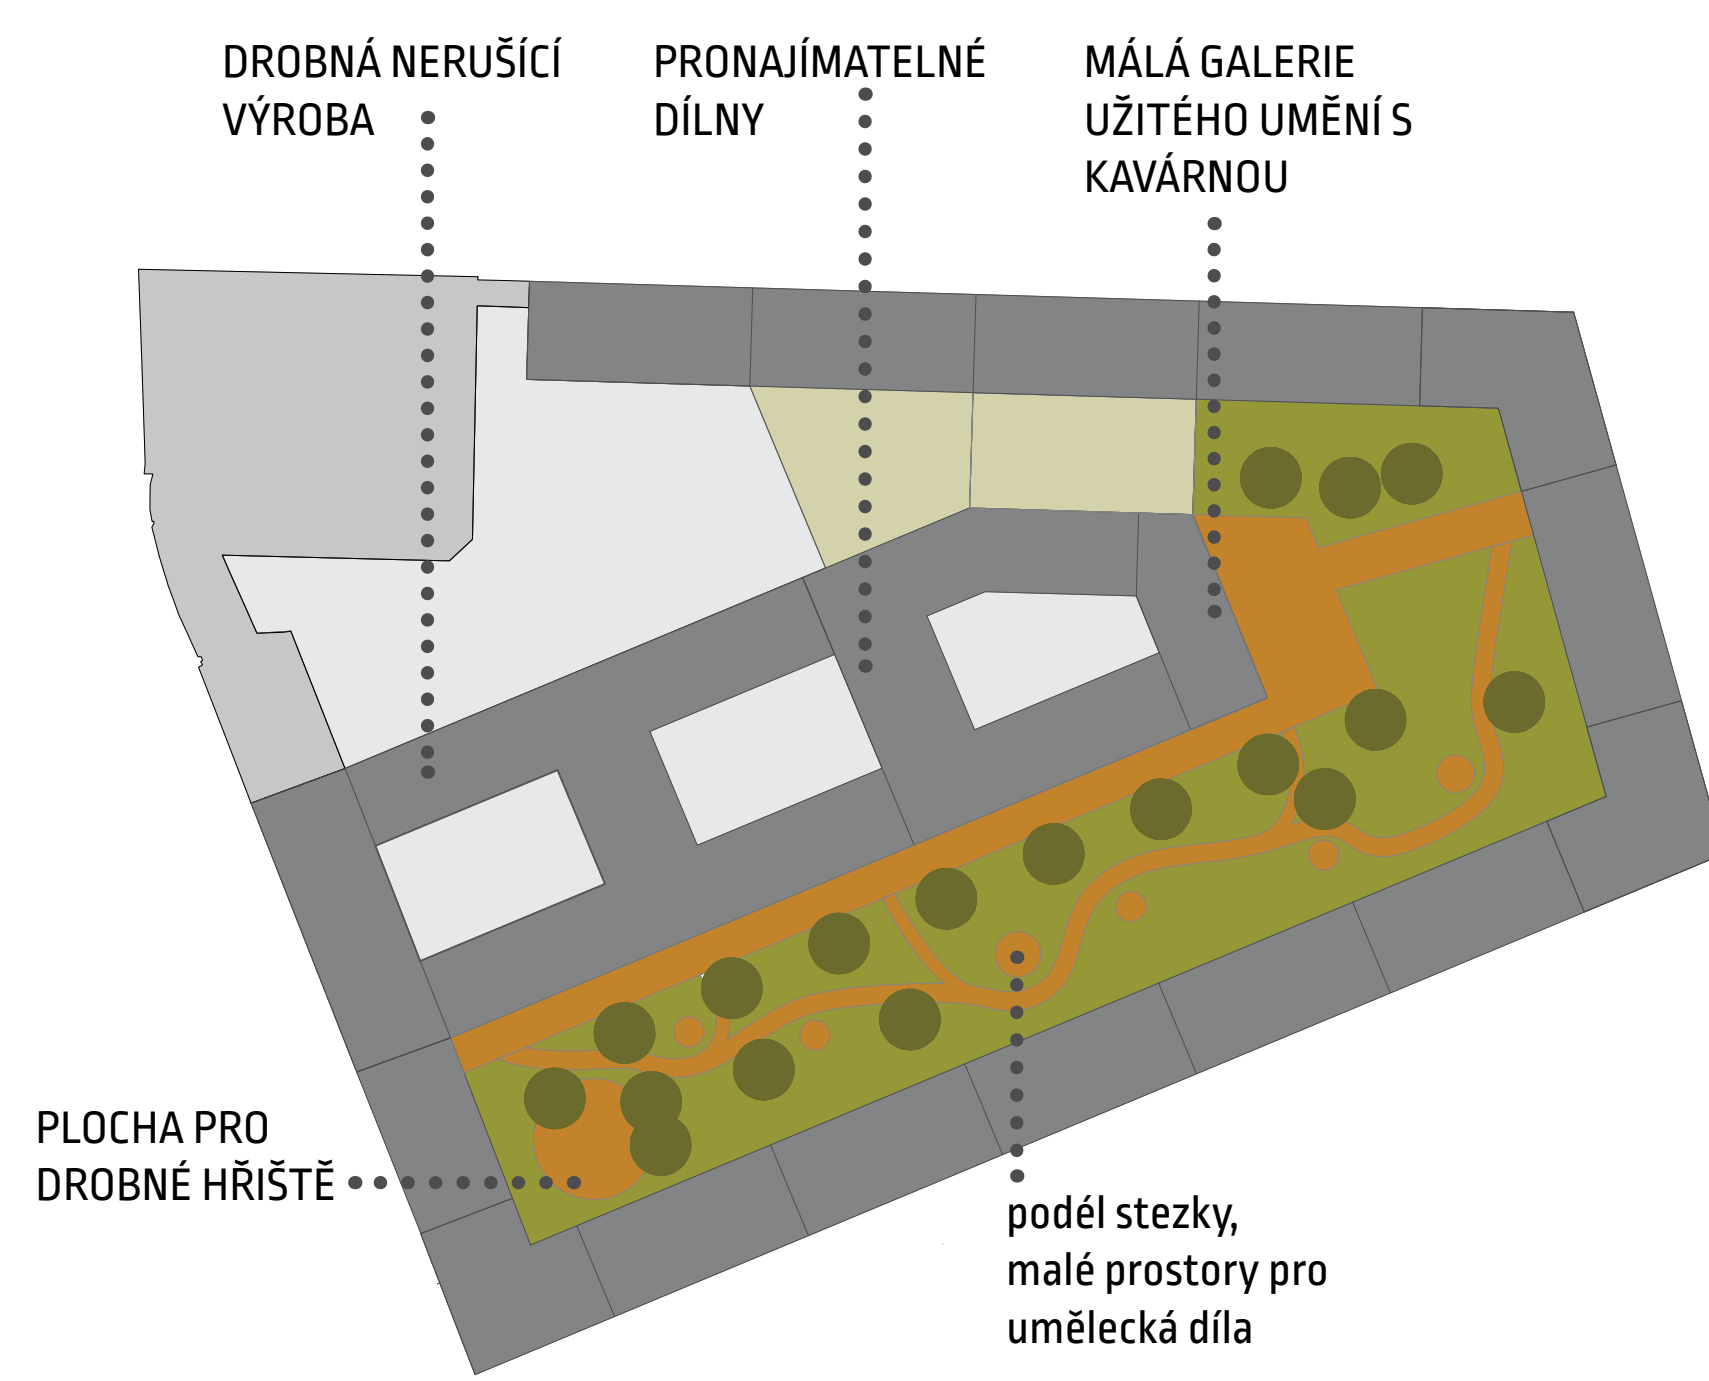 DROBNÁ NERUŠÍCÍ
VÝROBA
PRONAJÍMATELNÉ
DÍLNY
MÁLÁ GALERIE
UŽITÉHO UMĚNÍ S
KAVÁRNOU
PLOCHA PRO
DROBNÉ HŘIŠTĚ
podél stezky,
malé prostory pro
umělecká díla